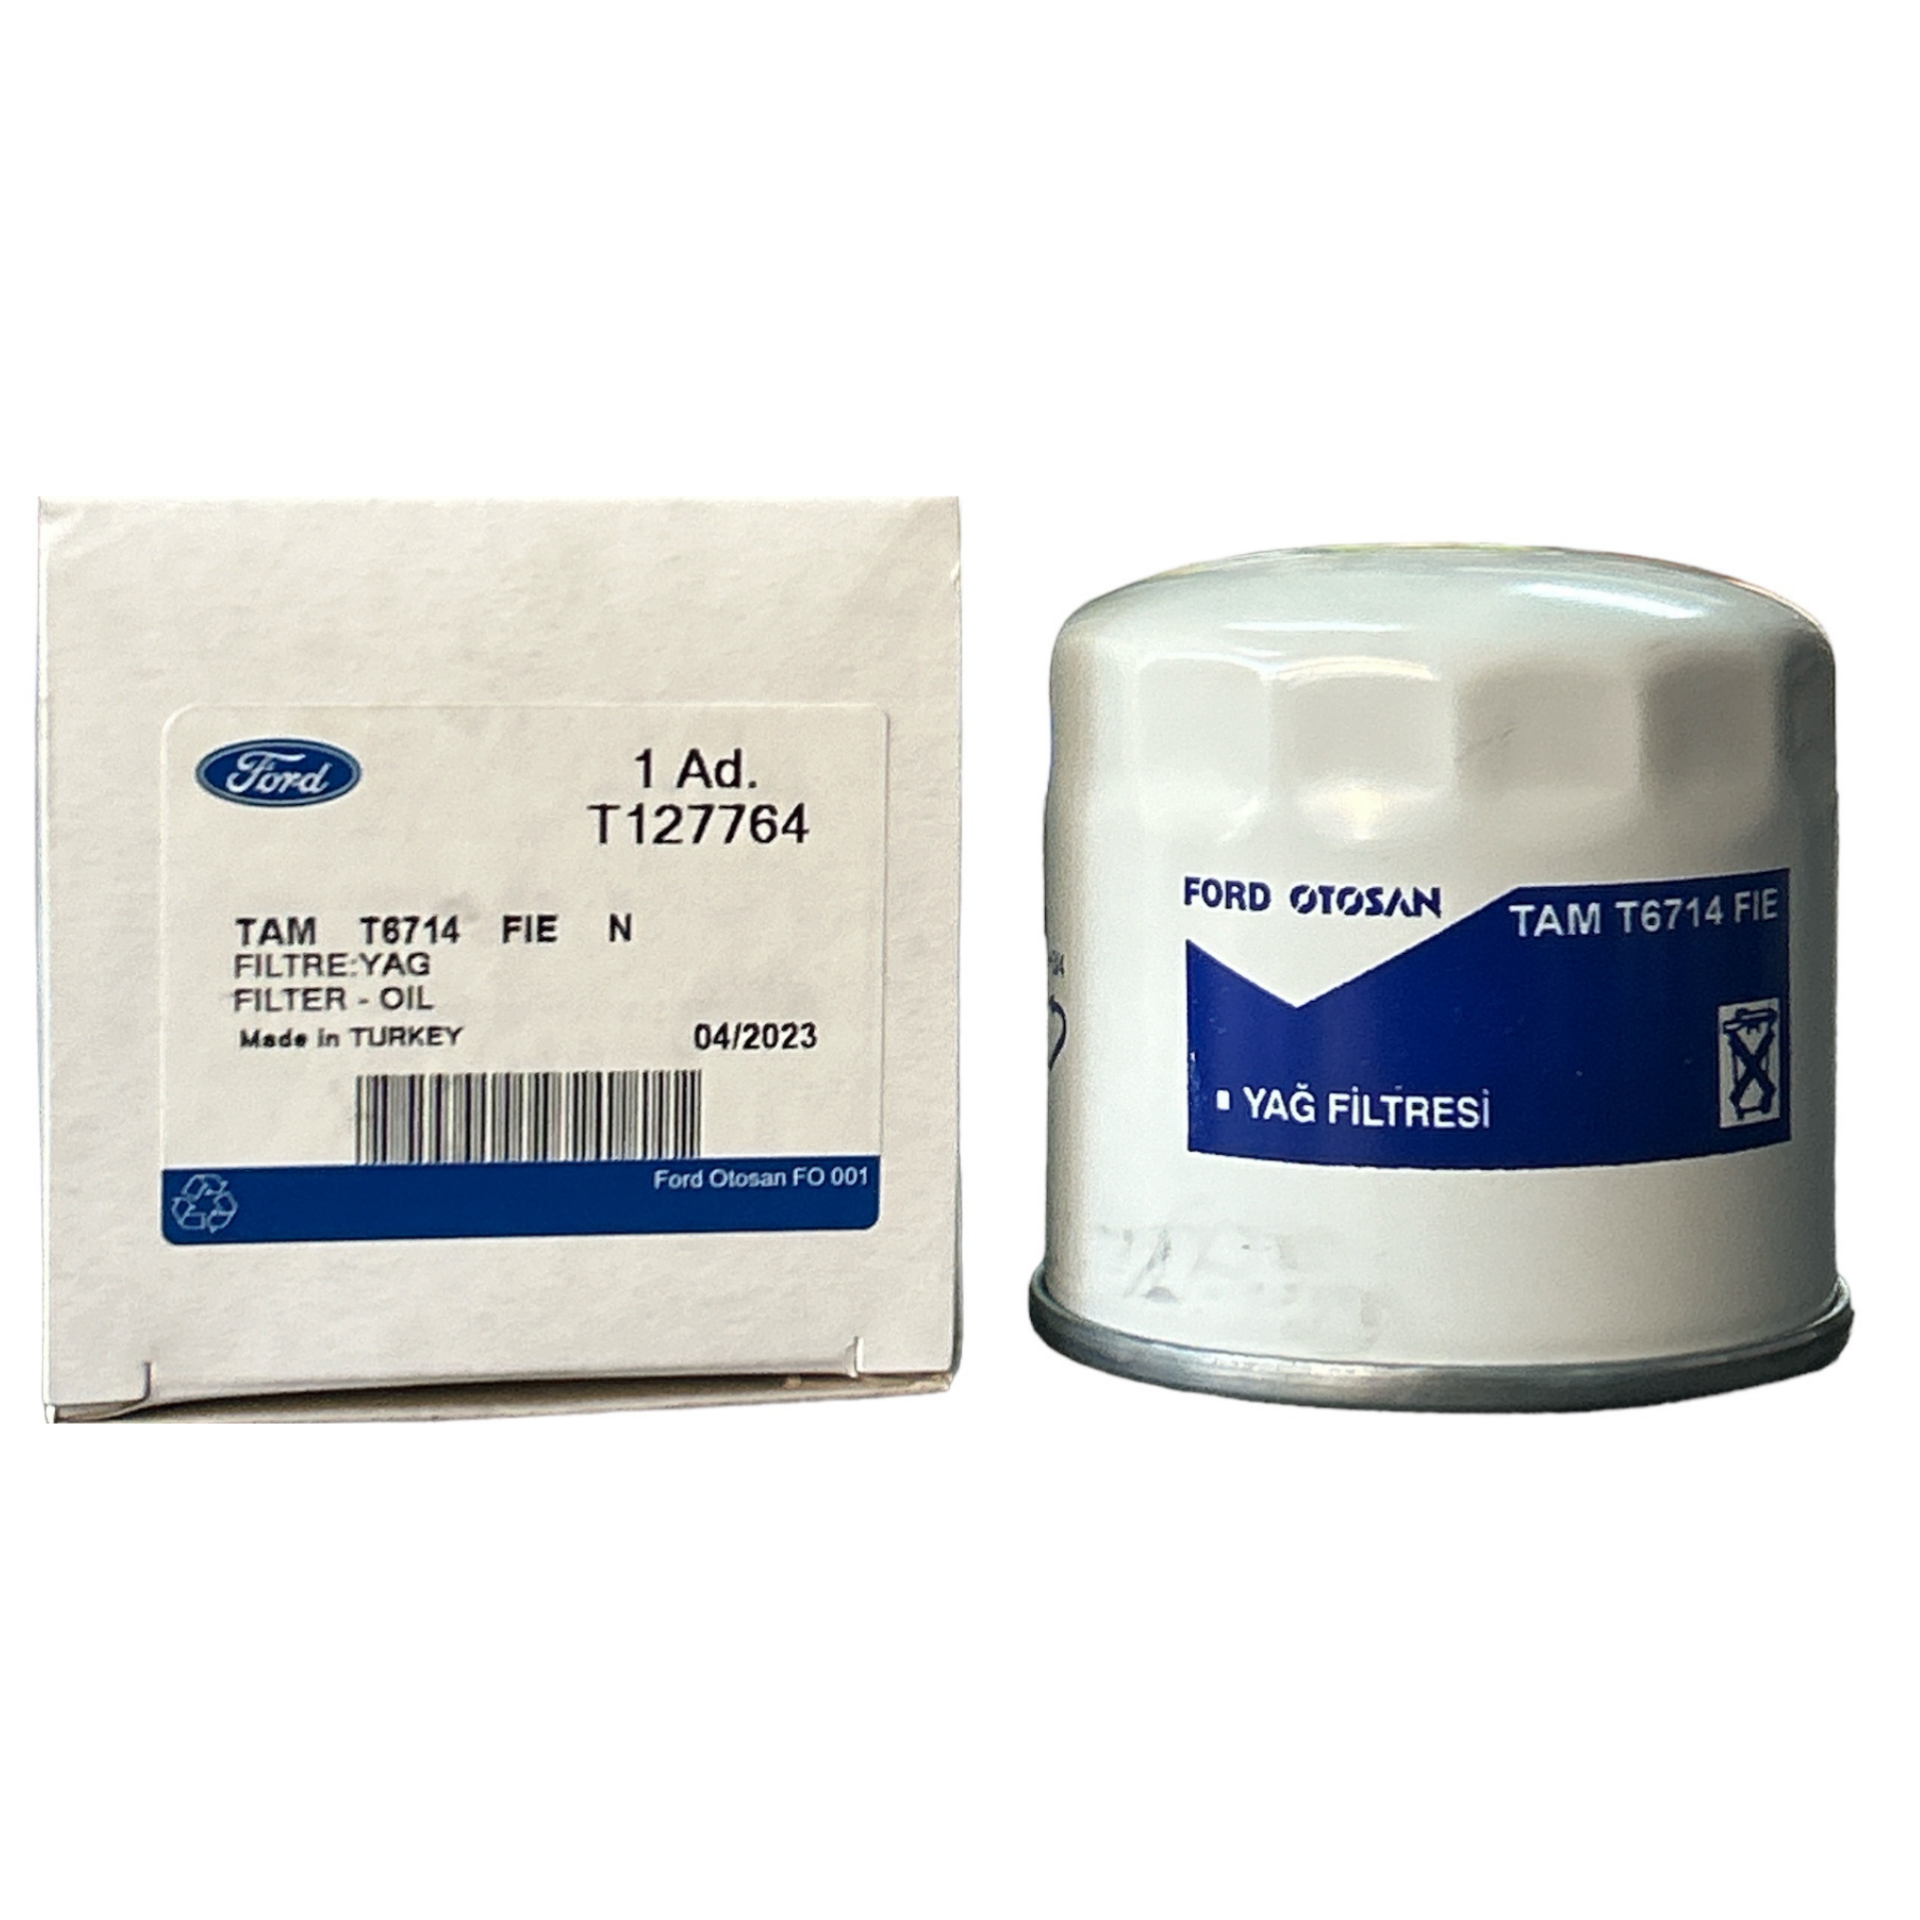 Ford
1 Ad.
T127764
TAM T6714 FIE N
FILTRE:YAG
FILTER - OIL
Made in TURKEY 04/2023
Ford Otosan FO 001
FORD OTOSAN
TAM T6714 FIE
▪ YAĞ FİLTRESİ